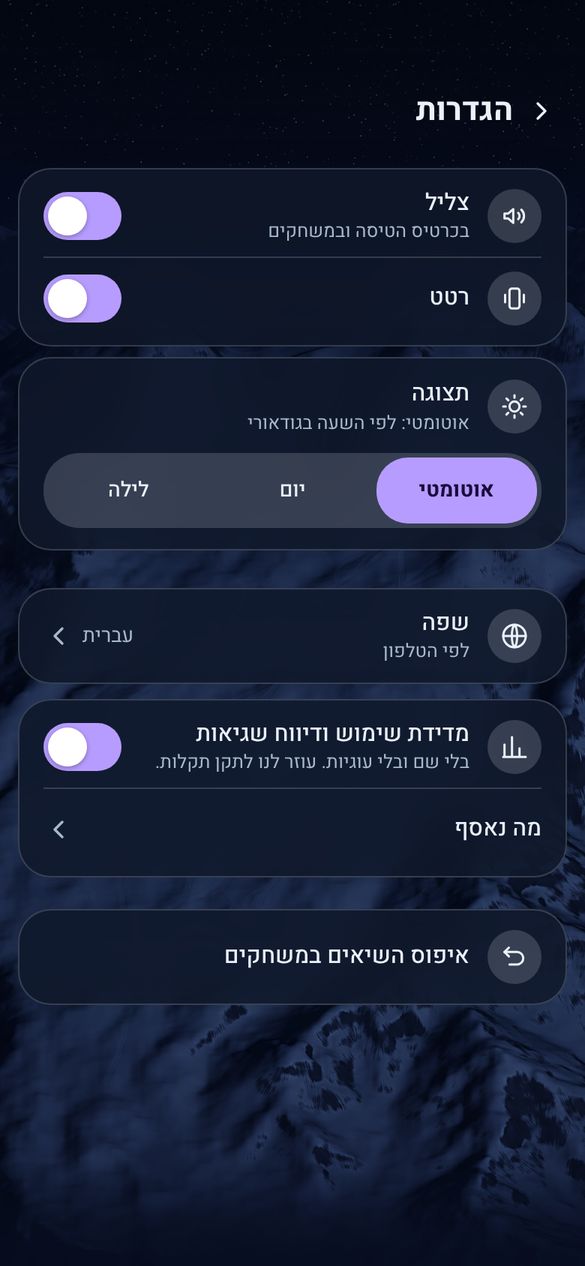 הגדרות
צליל
בכרטיס הטיסה ובמשחקים
רטט
תצוגה
אוטומטי: לפי השעה בגודאורי
אוטומטי
יום
לילה
שפה
לפי הטלפון
עברית
מדידת שימוש ודיווח שגיאות
בלי שם ובלי עוגיות. עוזר לנו לתקן תקלות.
מה נאסף
איפוס השיאים במשחקים